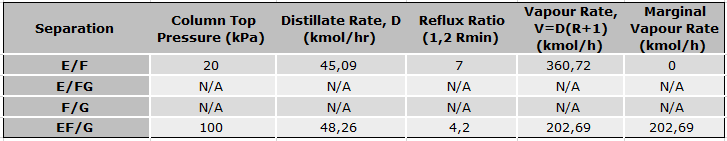 Separation Column Top Pressure (kPa) Distillate Rate, D (kmol/hr) Reflux Ratio (1,2 Rmin) Vapour Rate, V=D(R+1) (kmol/h) Marginal Vapour Rate (kmol/h)
E/F 20 45,09 7 360,72 0
E/FG N/A N/A N/A N/A N/A
F/G N/A N/A N/A N/A N/A
EF/G 100 48,26 4,2 202,69 202,69